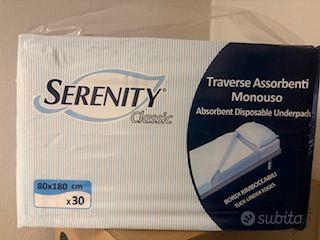 SERENITY®
Classic
Traverse Assorbenti
Monouso
Absorbent Disposable Underpads
80x180 cm
x30
BORDI RIMBOCCABILI
TUCK-UNDER EDGES
subito